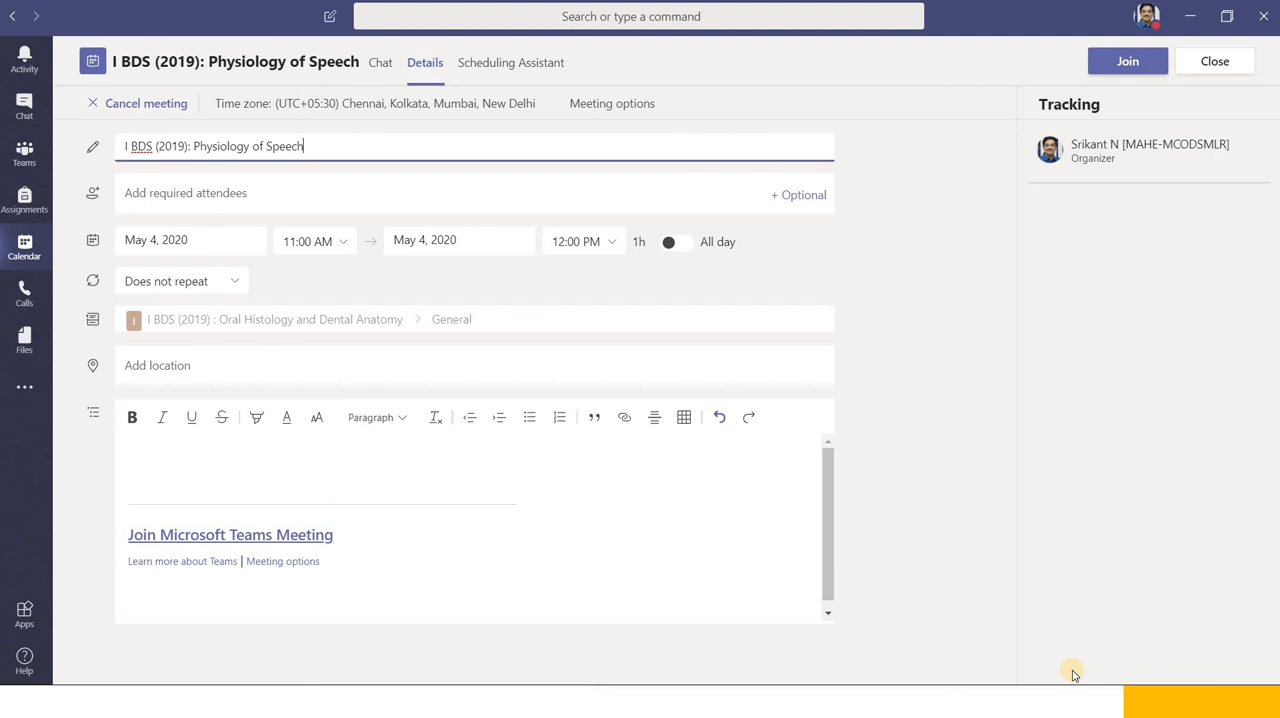 Search or type a command
Activity
Chat
Teams
Assignments
Calendar
Calls
Files
Apps
Help
I BDS (2019): Physiology of Speech
Chat
Details
Scheduling Assistant
Join
Close
Cancel meeting
Time zone: (UTC+05:30) Chennai, Kolkata, Mumbai, New Delhi
Meeting options
I BDS (2019): Physiology of Speech
Add required attendees
+ Optional
May 4, 2020
11:00 AM
May 4, 2020
12:00 PM
1h
All day
Does not repeat
I
I BDS (2019) : Oral Histology and Dental Anatomy > General
Add location
B I U S A AA Paragraph
Join Microsoft Teams Meeting
Learn more about Teams | Meeting options
Tracking
Srikant N [MAHE-MCODSMLR]
Organizer